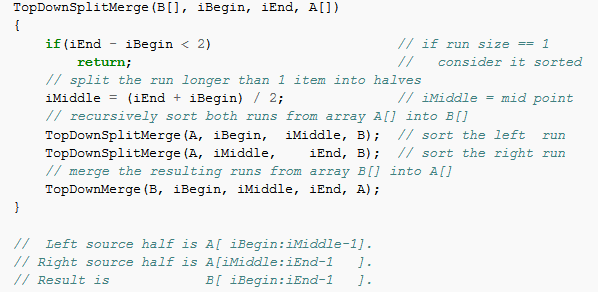 TopDownSplitMerge(B[], iBegin, iEnd, A[])
{
    if(iEnd - iBegin < 2)                       // if run size == 1
        return;                                 //   consider it sorted
    // split the run longer than 1 item into halves
    iMiddle = (iEnd + iBegin) / 2;              // iMiddle = mid point
    // recursively sort both runs from array A[] into B[]
    TopDownSplitMerge(A, iBegin,  iMiddle, B);  // sort the left  run
    TopDownSplitMerge(A, iMiddle,    iEnd, B);  // sort the right run
    // merge the resulting runs from array B[] into A[]
    TopDownMerge(B, iBegin, iMiddle, iEnd, A);
}

//  Left source half is A[ iBegin:iMiddle-1].
// Right source half is A[iMiddle:iEnd-1   ].
// Result is            B[ iBegin:iEnd-1   ].